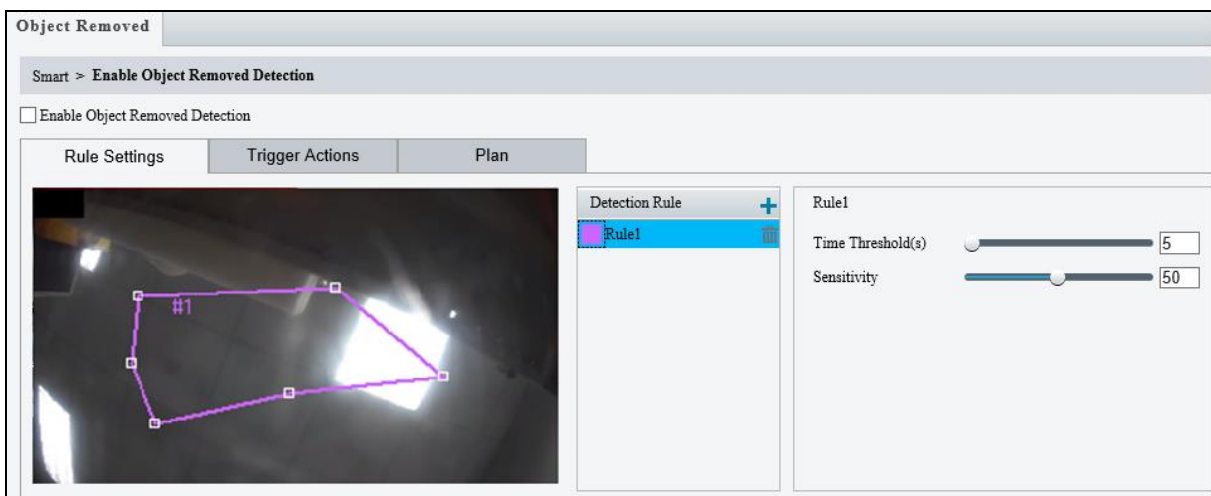 Object Removed
Smart > Enable Object Removed Detection
Enable Object Removed Detection
Rule Settings Trigger Actions Plan
#1
Detection Rule
Rule1
Rule1
Time Threshold(s) 5
Sensitivity 50